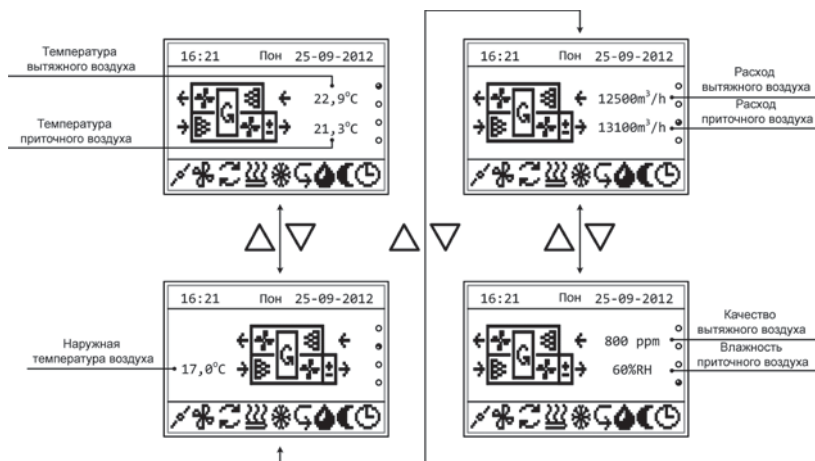 Температура
вытяжного воздуха
Температура
приточного воздуха
16:21 Пон 25-09-2012
22,9°C
G
21,3°C
16:21 Пон 25-09-2012
12500m³/h
G
13100m³/h
Расход
вытяжного воздуха
Расход
приточного воздуха
Наружная
температура воздуха
16:21 Пон 25-09-2012
G
17,0°C
16:21 Пон 25-09-2012
800 ppm
G
60%RH
Качество
вытяжного воздуха
Влажность
приточного воздуха